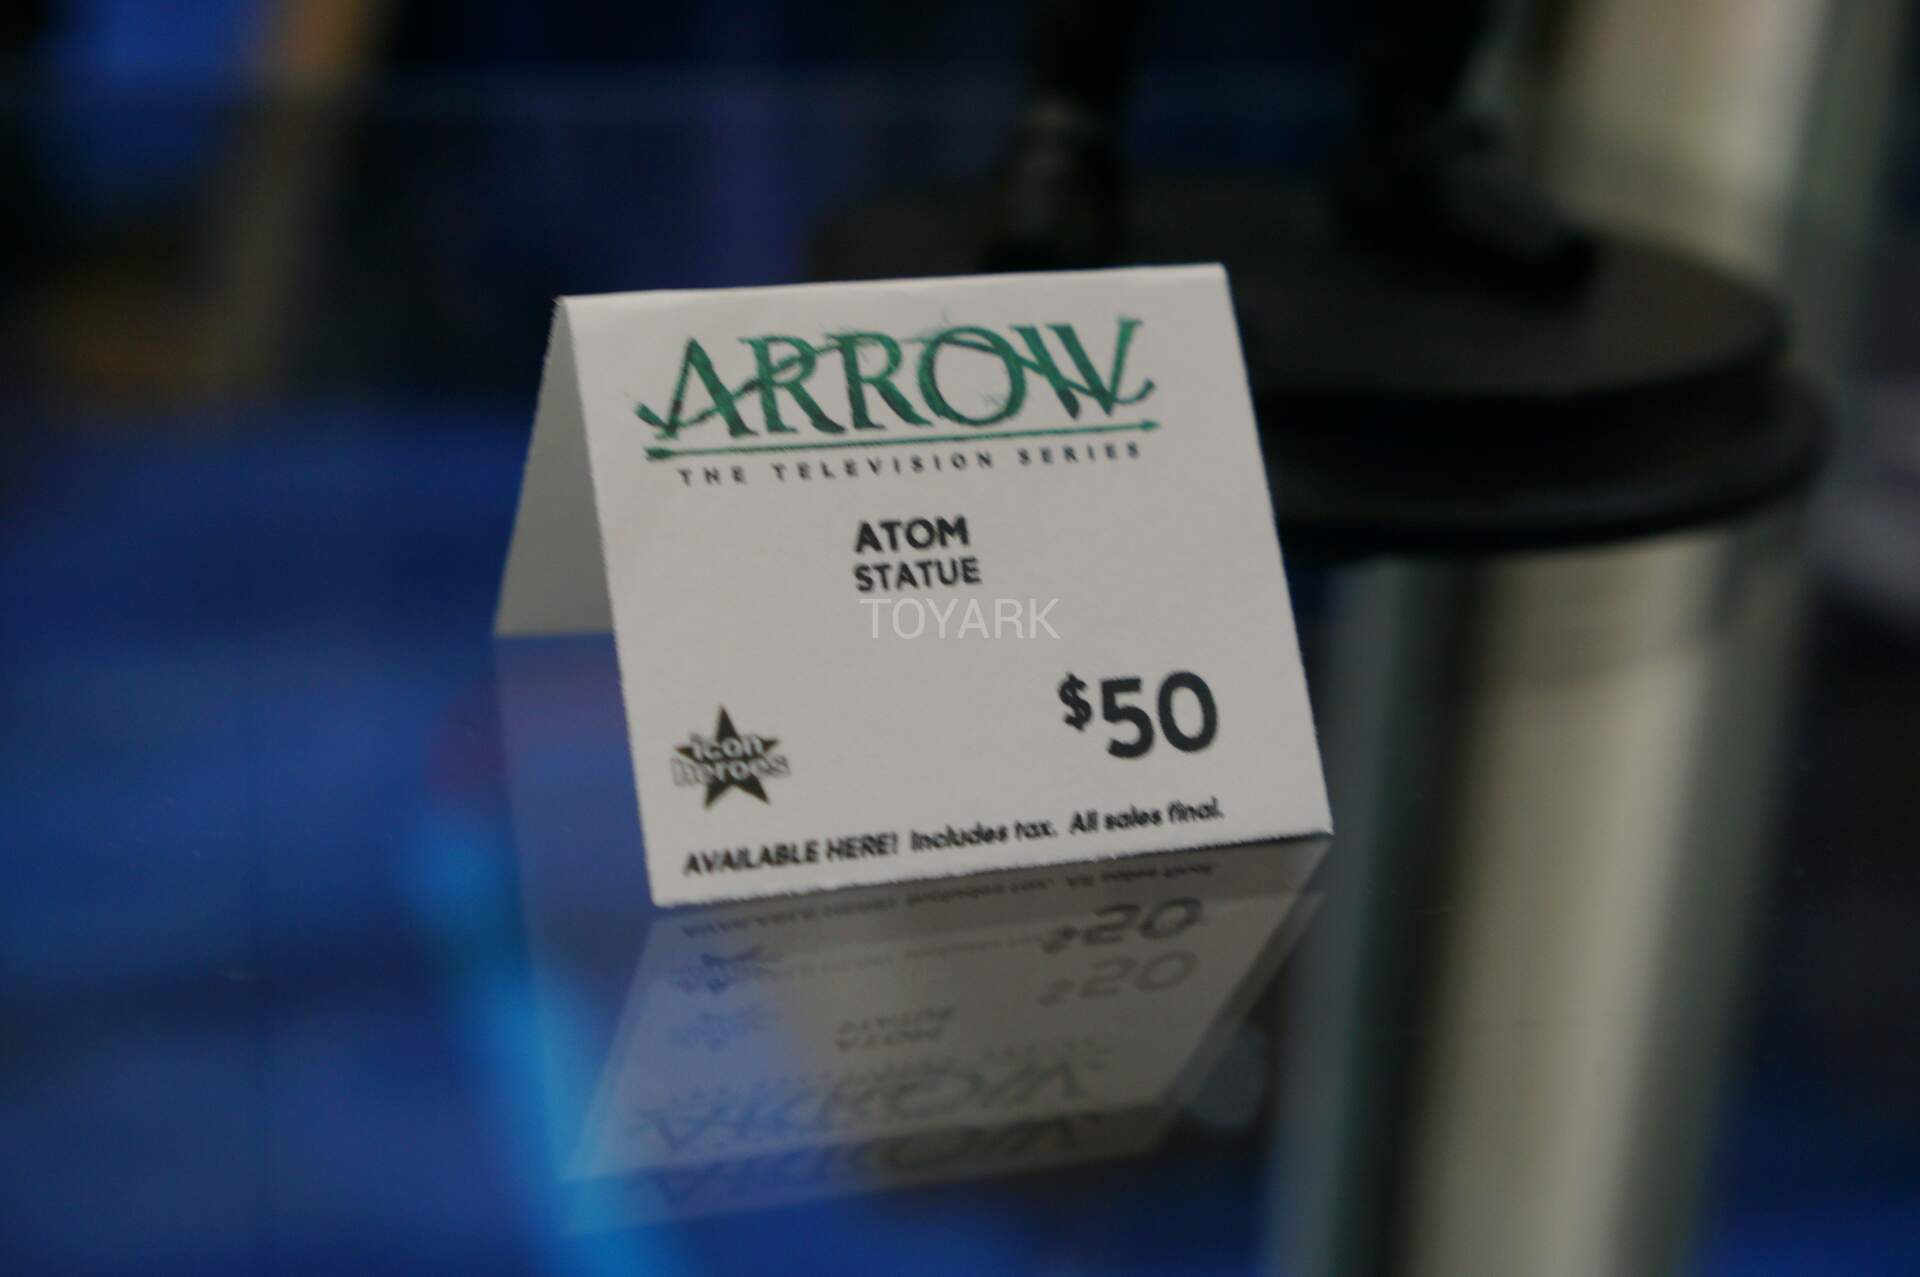 ARROW
THE TELEVISION SERIES
ATOM
STATUE
TOYARK
$50
icon
heroes
AVAILABLE HERE! Includes tax. All sales final.